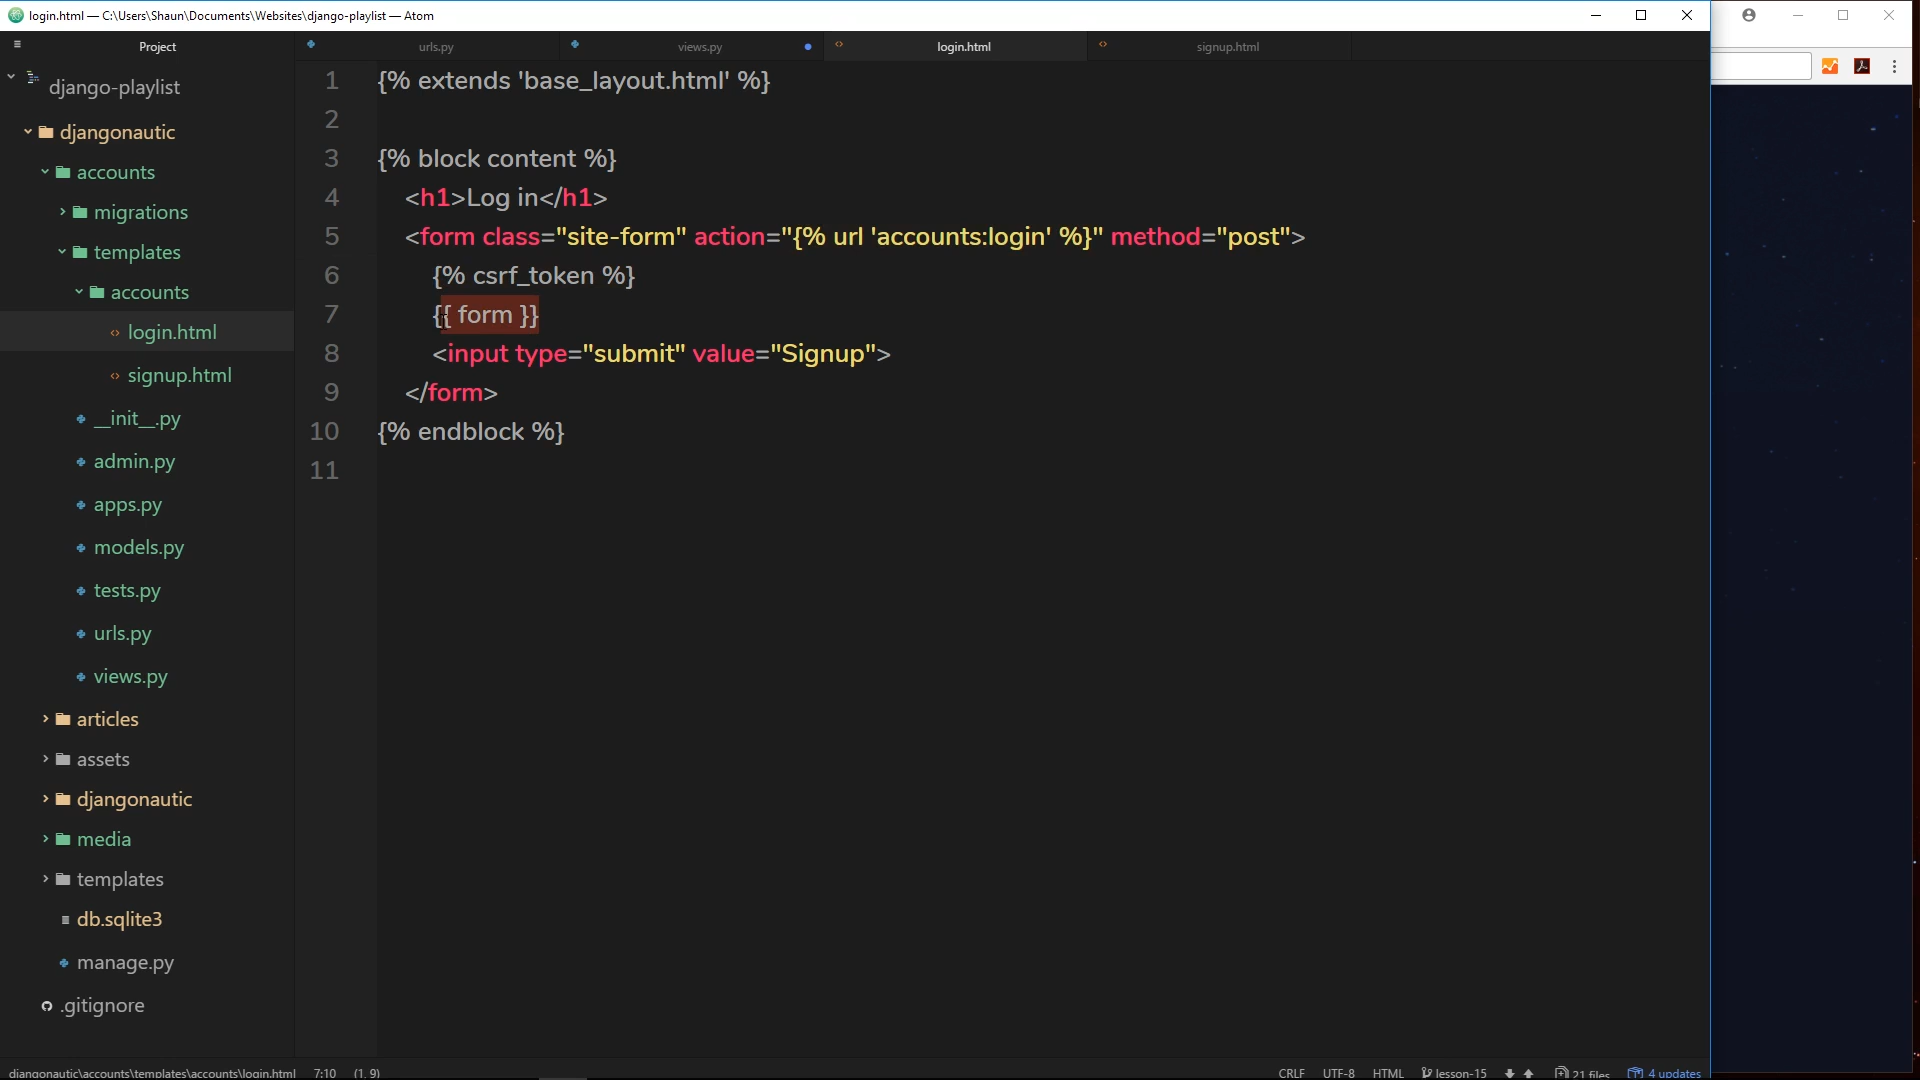 login.html — C:\Users\Shaun\Documents\Websites\django-playlist — Atom
Project
urls.py
views.py
login.html
signup.html
django-playlist
djangonautic
accounts
migrations
templates
accounts
login.html
signup.html
__init__.py
admin.py
apps.py
models.py
tests.py
urls.py
views.py
articles
assets
djangonautic
media
templates
db.sqlite3
manage.py
.gitignore
1 {% extends 'base_layout.html' %}
2
3 {% block content %}
4 <h1>Log in</h1>
5 <form class="site-form" action="{% url 'accounts:login' %}" method="post">
6 {% csrf_token %}
7 {{ form }}
8 <input type="submit" value="Signup">
9 </form>
10 {% endblock %}
11
djangonautic\accounts\templates\accounts\login.html 7:10 (1, 9)
CRLF UTF-8 HTML lesson-15 21 files 4 updates